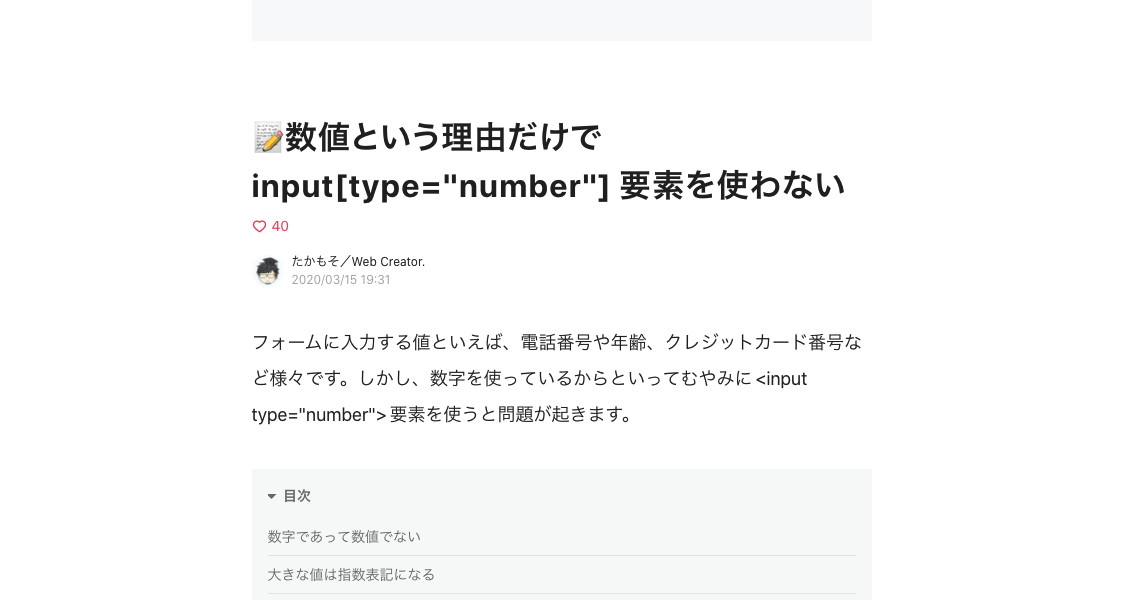 📝数値という理由だけで
input[type="number"] 要素を使わない
40
たかもそ／Web Creator.
2020/03/15 19:31
フォームに入力する値といえば、電話番号や年齢、クレジットカード番号な
ど様々です。しかし、数字を使っているからといってむやみに <input
type="number"> 要素を使うと問題が起きます。
目次
数字であって数値でない
大きな値は指数表記になる